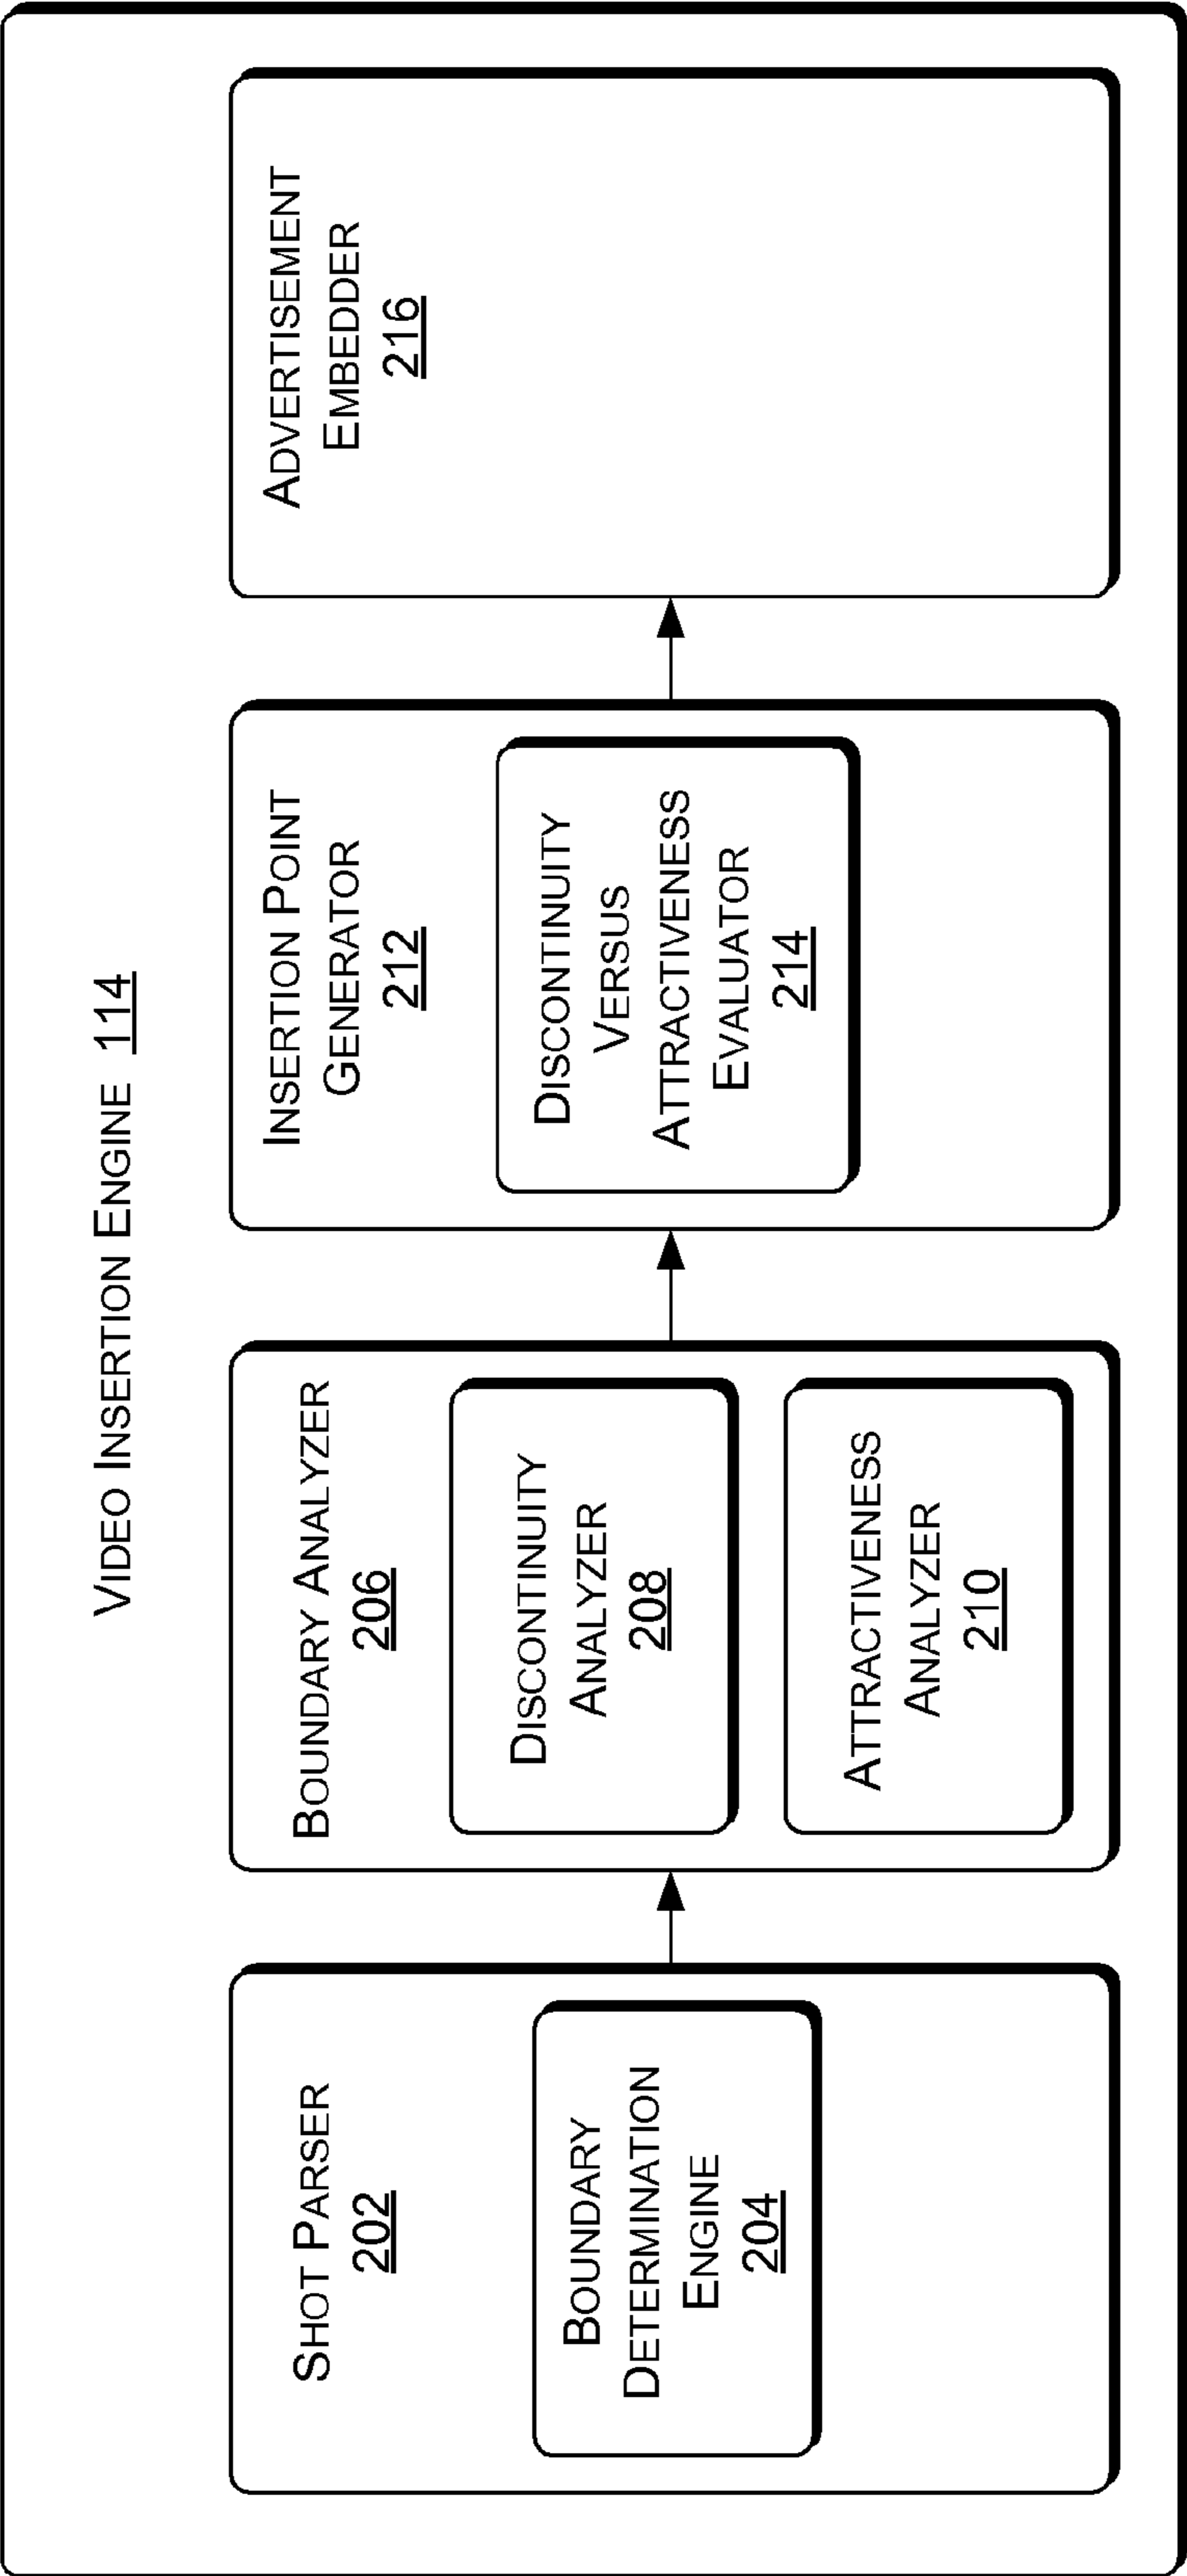 VIDEO INSERTION ENGINE 114
SHOT PARSER
202
BOUNDARY
DETERMINATION
ENGINE
204
BOUNDARY ANALYZER
206
DISCONTINUITY
ANALYZER
208
ATTRACTIVENESS
ANALYZER
210
INSERTION POINT
GENERATOR
212
DISCONTINUITY
VERSUS
ATTRACTIVENESS
EVALUATOR
214
ADVERTISEMENT
EMBEDDER
216